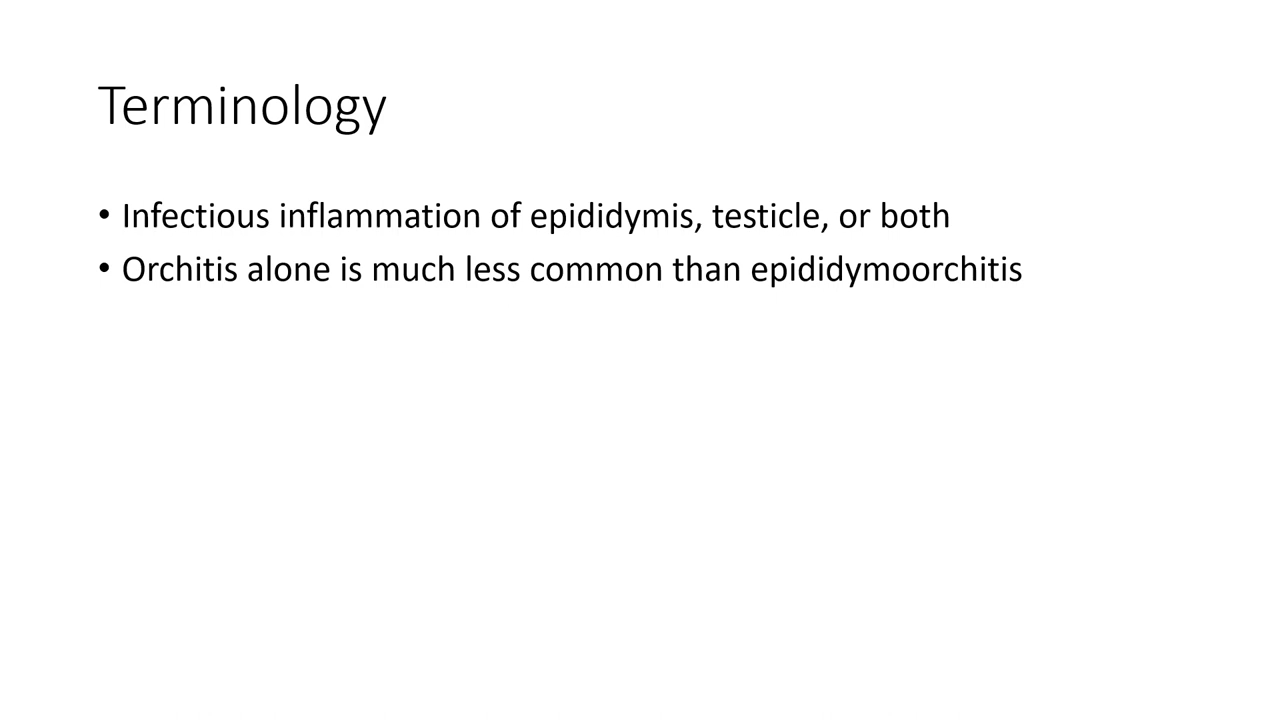 Terminology
• Infectious inflammation of epididymis, testicle, or both
• Orchitis alone is much less common than epididymoorchitis